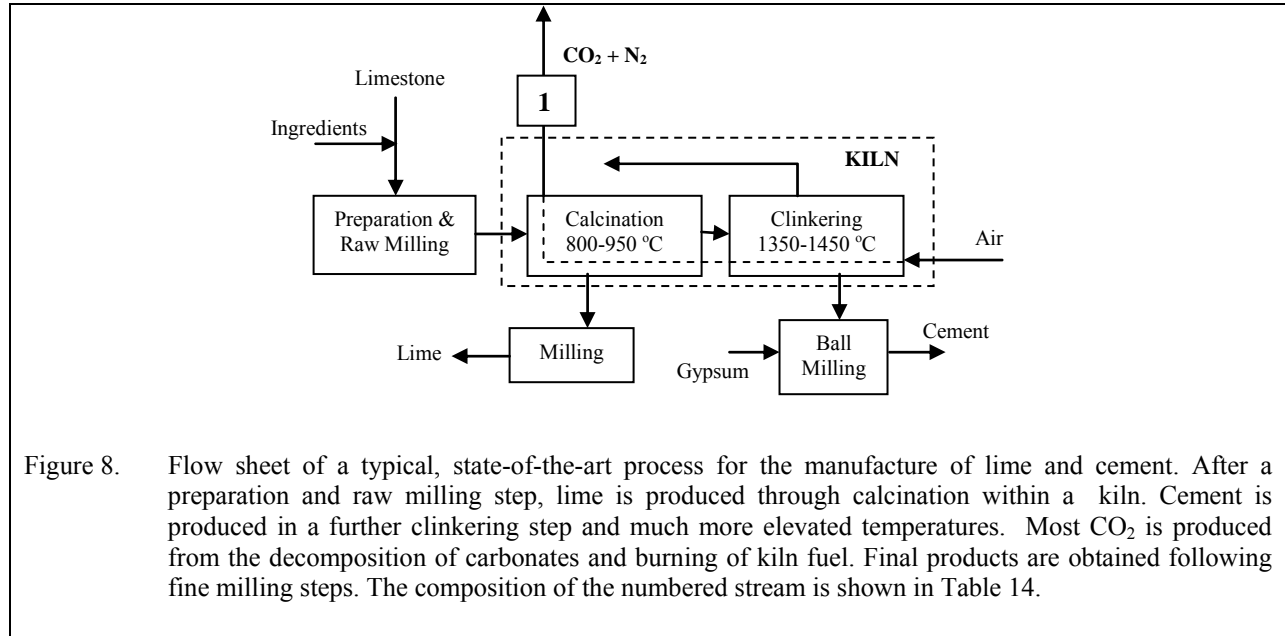 CO₂ + N₂
Limestone
1
Ingredients
KILN
Preparation &
Raw Milling
Calcination
800-950 ºC
Clinkering
1350-1450 ºC
Air
Lime
Milling
Gypsum
Ball
Milling
Cement
Figure 8. Flow sheet of a typical, state-of-the-art process for the manufacture of lime and cement. After a
preparation and raw milling step, lime is produced through calcination within a kiln. Cement is
produced in a further clinkering step and much more elevated temperatures. Most CO₂ is produced
from the decomposition of carbonates and burning of kiln fuel. Final products are obtained following
fine milling steps. The composition of the numbered stream is shown in Table 14.